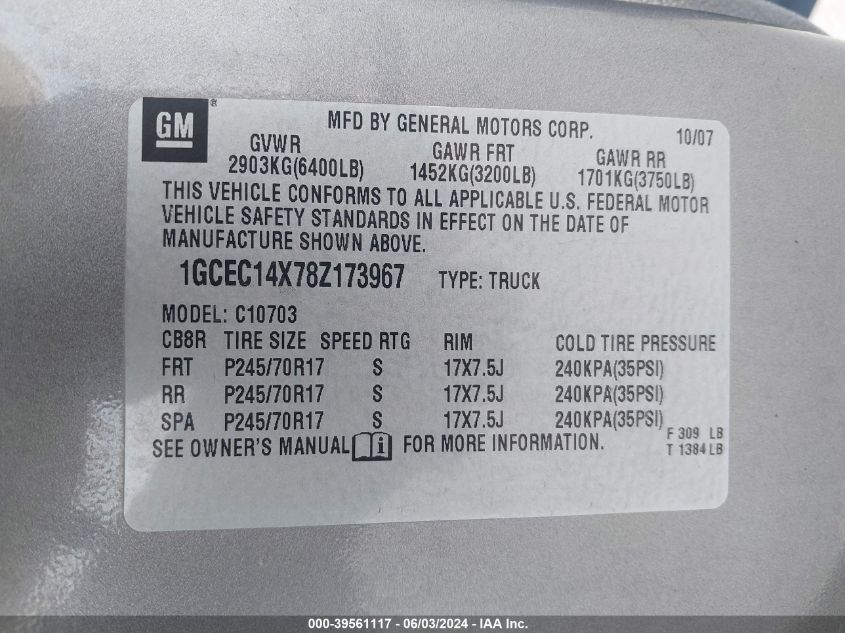 GM®
MFD BY GENERAL MOTORS CORP. 10/07
GVWR GAWR FRT GAWR RR
2903KG(6400LB) 1452KG(3200LB) 1701KG(3750LB)
THIS VEHICLE CONFORMS TO ALL APPLICABLE U.S. FEDERAL MOTOR
VEHICLE SAFETY STANDARDS IN EFFECT ON THE DATE OF
MANUFACTURE SHOWN ABOVE.
1GCEC14X78Z173967 TYPE: TRUCK
MODEL: C10703
CB8R TIRE SIZE SPEED RTG RIM COLD TIRE PRESSURE
FRT P245/70R17 S 17X7.5J 240KPA(35PSI)
RR P245/70R17 S 17X7.5J 240KPA(35PSI)
SPA P245/70R17 S 17X7.5J 240KPA(35PSI)
F 309 LB
SEE OWNER'S MANUAL i FOR MORE INFORMATION.
T 1384LB
000-39561117 - 06/03/2024 - IAA Inc.